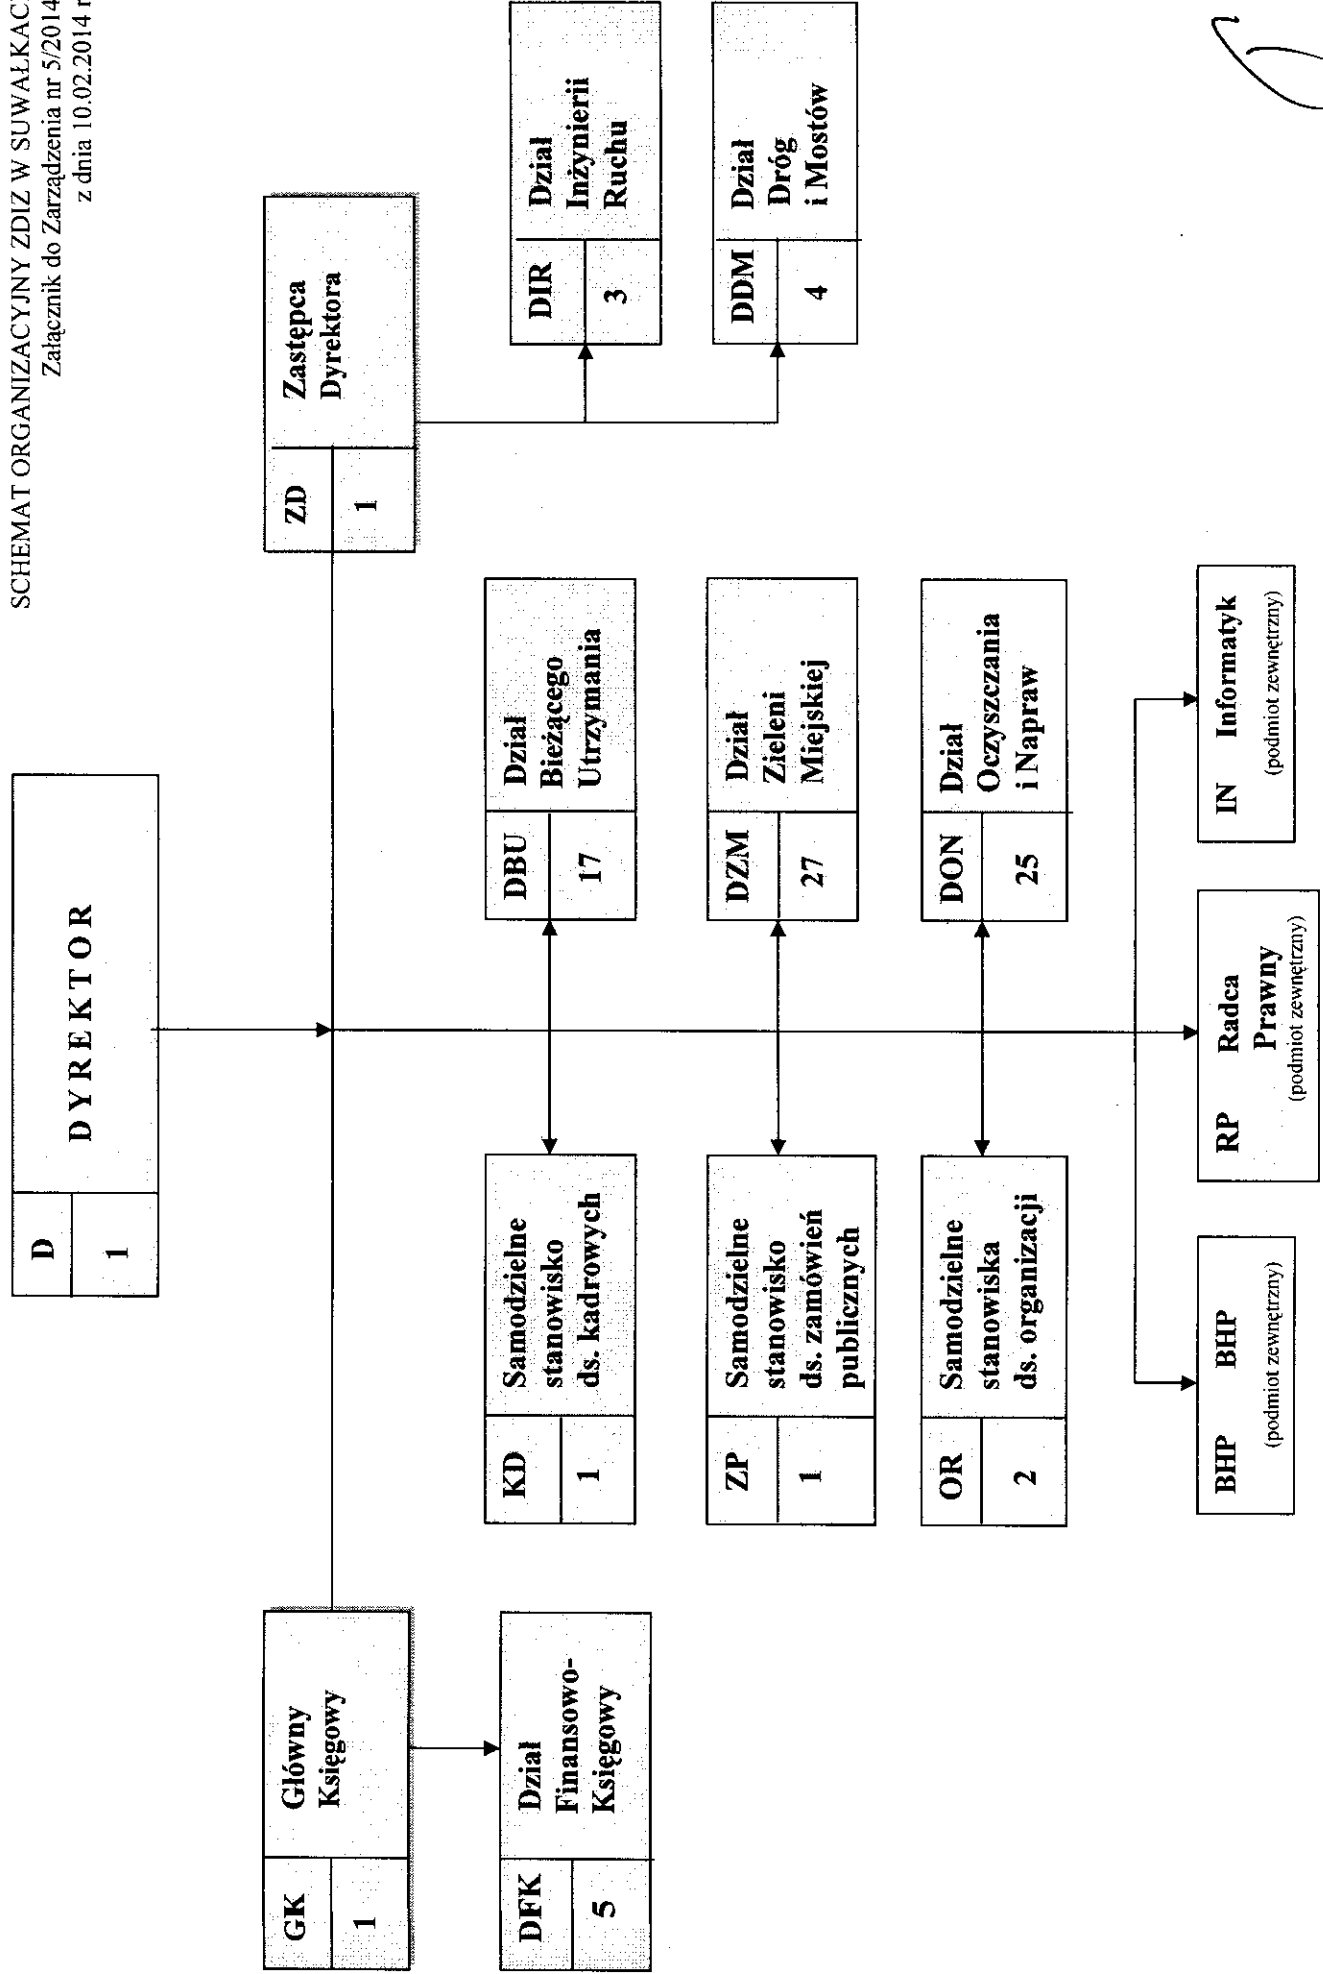 SCHEMAT ORGANIZACYJNY ZDIZ W SUWAŁKAC
Załącznik do Zarządzenia nr 5/2014
z dnia 10.02.2014 r
D
1
DYREKTOR
GK
1
Główny
Księgowy
ZD
1
Zastępca
Dyrektora
DFK
5
Dział
Finansowo-
Księgowy
KD
1
Samodzielne
stanowisko
ds. kadrowych
DBU
17
Dział
Bieżącego
Utrzymania
DIR
3
Dział
Inżynierii
Ruchu
ZP
1
Samodzielne
stanowisko
ds. zamówień
publicznych
DZM
27
Dział
Zieleni
Miejskiej
DDM
4
Dział
Dróg
i Mostów
OR
2
Samodzielne
stanowiska
ds. organizacji
DON
25
Dział
Oczyszczania
i Napraw
BHP BHP
(podmiot zewnętrzny)
RP Radca
Prawny
(podmiot zewnętrzny)
IN Informatyk
(podmiot zewnętrzny)